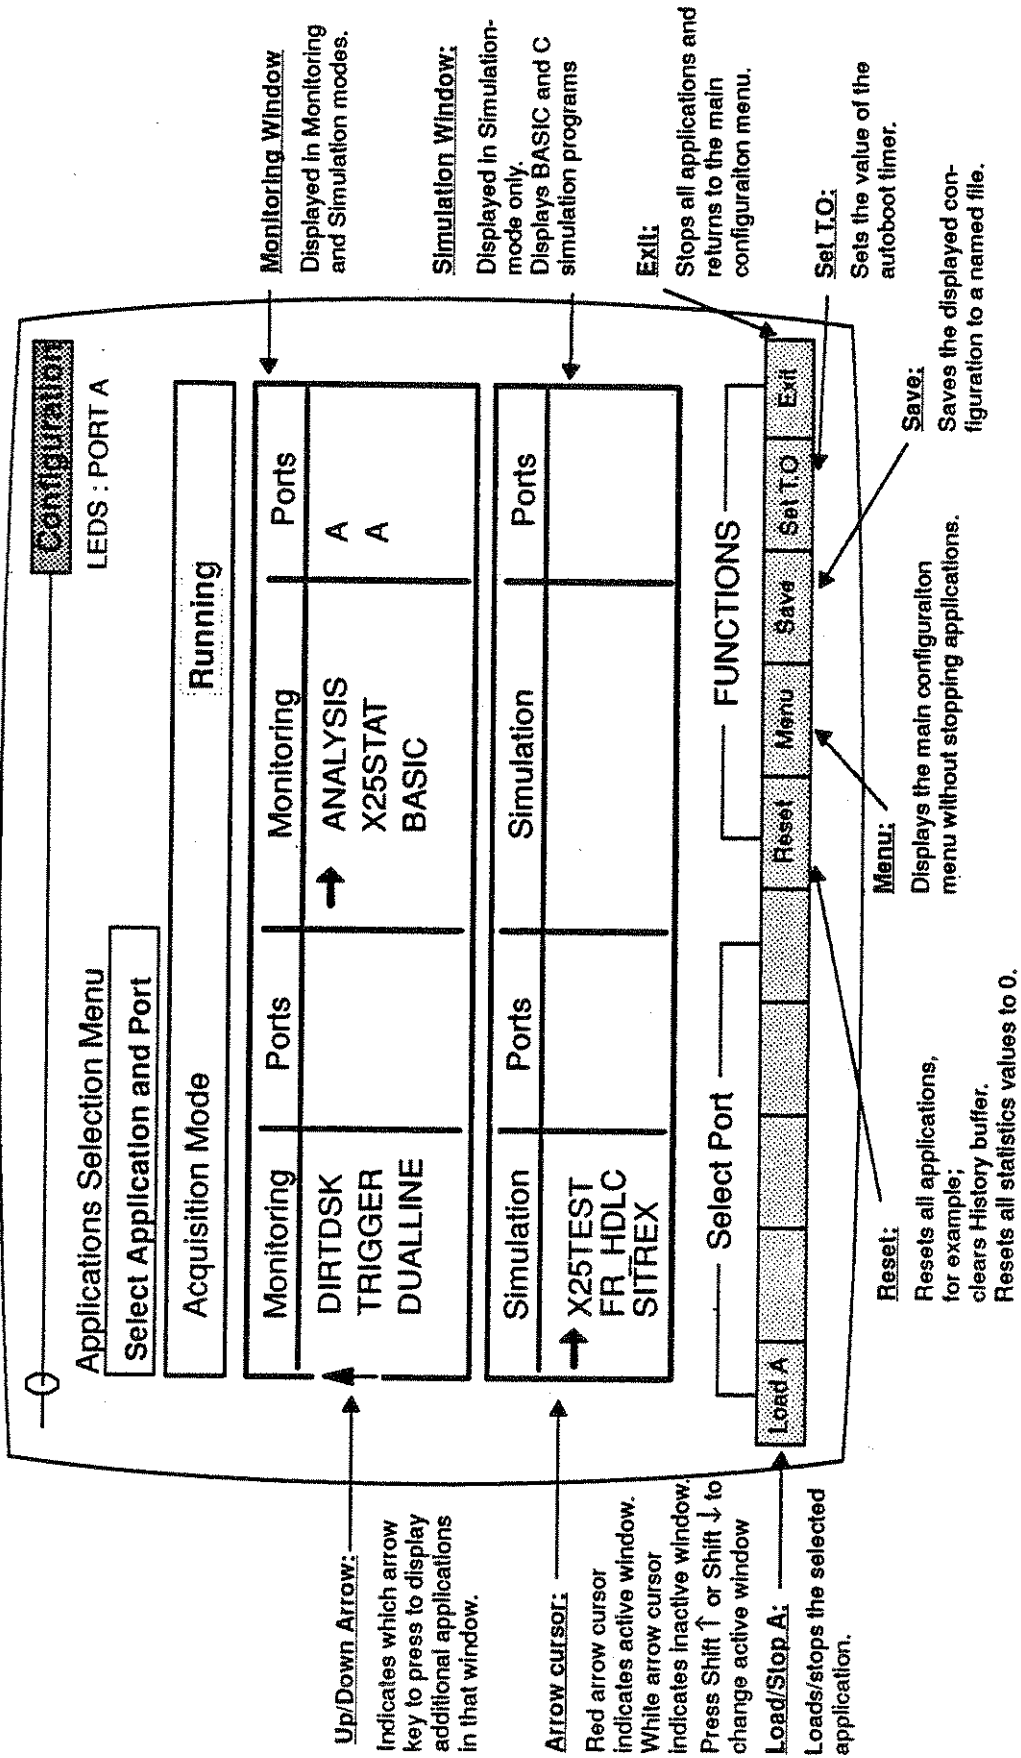 Configuration
LEDS : PORT A
Applications Selection Menu
Select Application and Port
Acquisition Mode
Running
Monitoring Ports Monitoring Ports
DIRTDSK → ANALYSIS A
TRIGGER X25STAT A
DUALLINE BASIC
Simulation Ports Simulation Ports
→ X25TEST
FR_HDLC
SITREX
Select Port
FUNCTIONS
Load A Reset Menu Save Set T.O Exit
Up/Down Arrow:
Indicates which arrow
key to press to display
additional applications
in that window.
Arrow cursor:
Red arrow cursor
indicates active window.
White arrow cursor
indicates inactive window.
Press Shift ↑ or Shift ↓ to
change active window
Load/Stop A:
Loads/stops the selected
application.
Monitoring Window
Displayed in Monitoring
and Simulation modes.
Simulation Window:
Displayed in Simulation-
mode only.
Displays BASIC and C
simulation programs
Exit:
Stops all applications and
returns to the main
configuraiton menu.
Set T.O:
Sets the value of the
autoboot timer.
Save:
Saves the displayed con-
figuration to a named file.
Menu:
Displays the main configuraiton
menu without stopping applications.
Reset:
Resets all applications,
for example;
clears History buffer.
Resets all statistics values to 0.